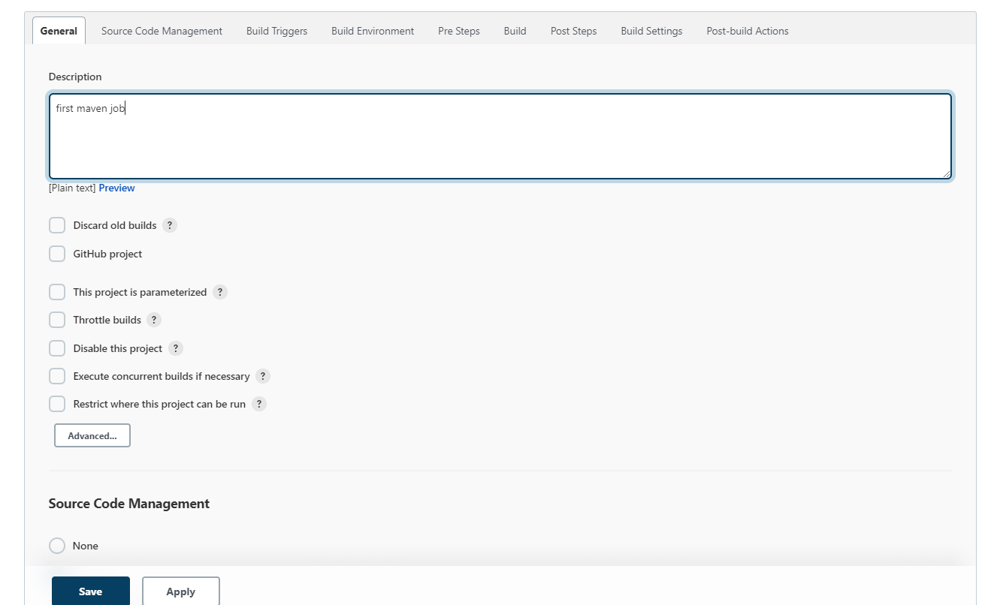 General Source Code Management Build Triggers Build Environment Pre Steps Build Post Steps Build Settings Post-build Actions
Description
first maven job
[Plain text] Preview
Discard old builds ?
GitHub project
This project is parameterized ?
Throttle builds ?
Disable this project ?
Execute concurrent builds if necessary ?
Restrict where this project can be run ?
Advanced...
Source Code Management
None
Save Apply